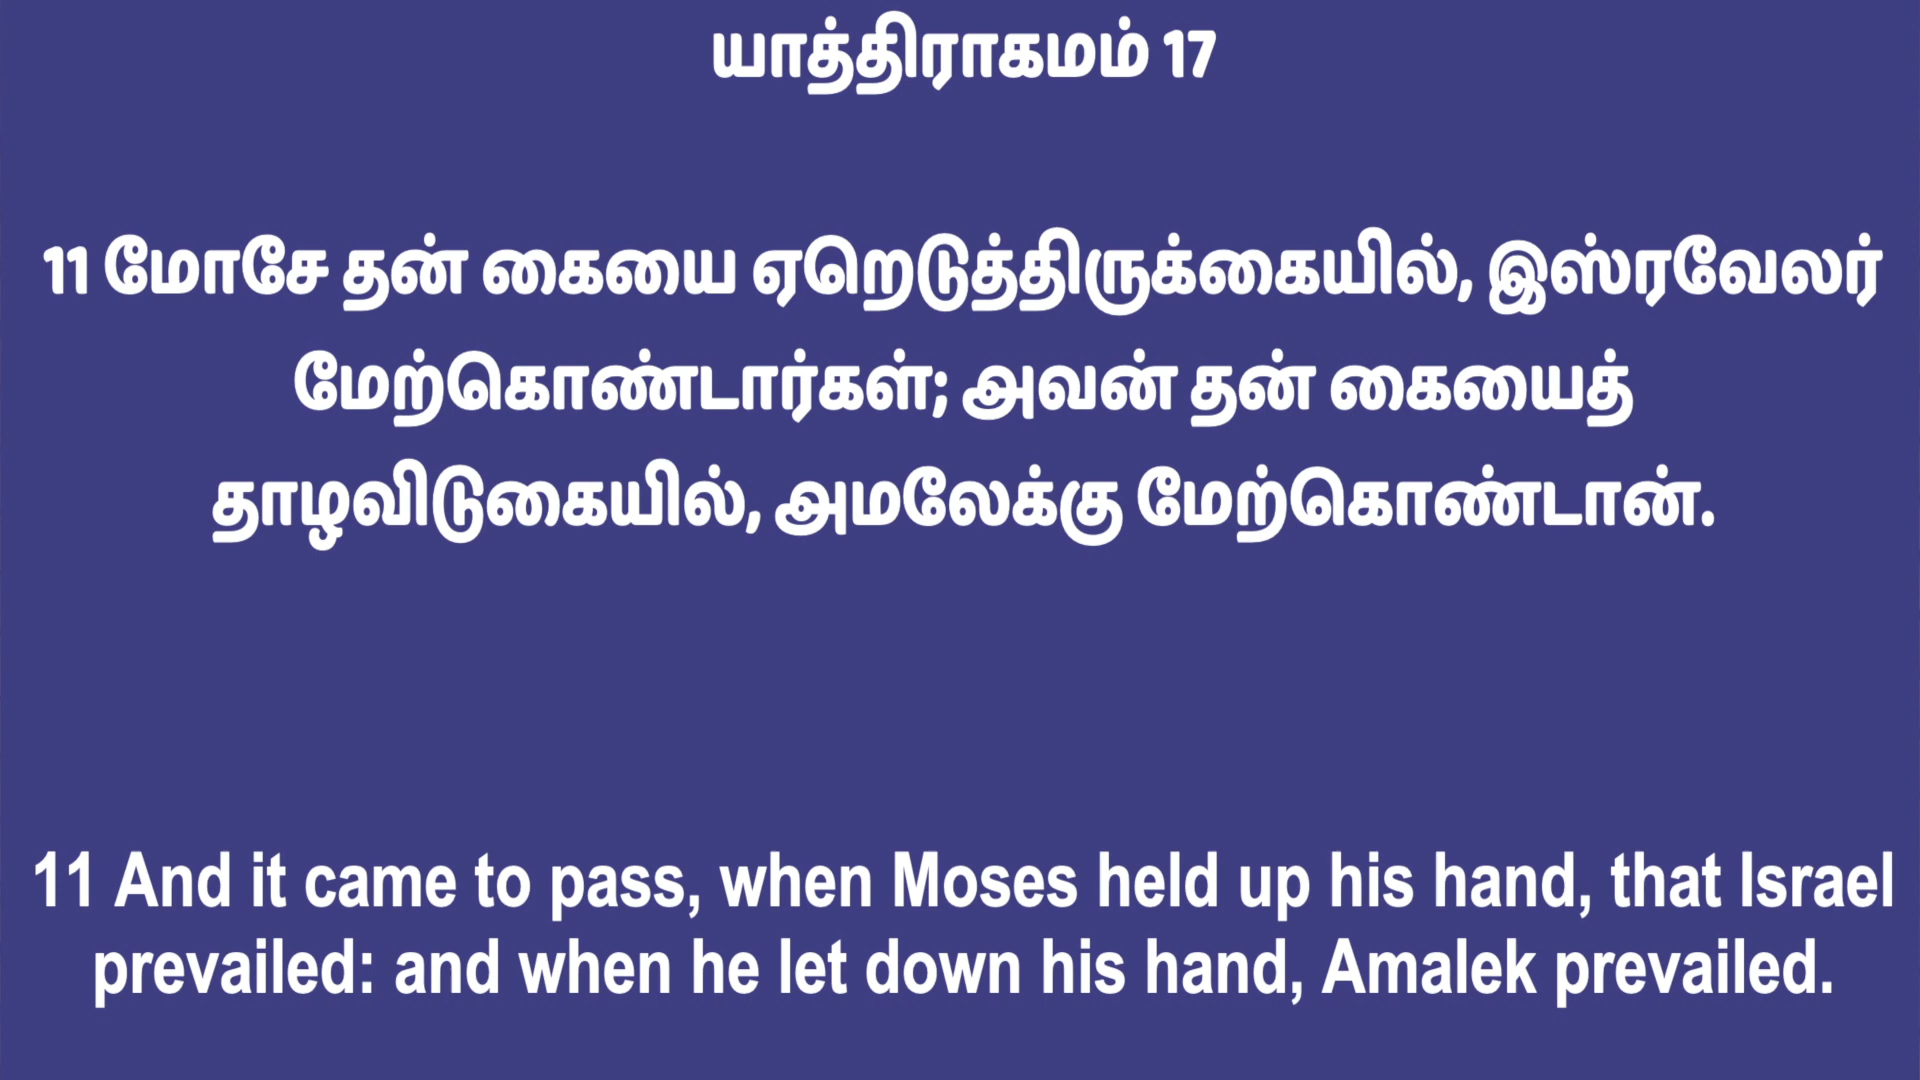 யாத்திராகமம் 17
11 மோசே தன் கையை ஏறெடுத்திருக்கையில், இஸ்ரவேலர்
மேற்கொண்டார்கள்; அவன் தன் கையைத்
தாழவிடுகையில், அமலேக்கு மேற்கொண்டான்.
11 And it came to pass, when Moses held up his hand, that Israel
prevailed: and when he let down his hand, Amalek prevailed.